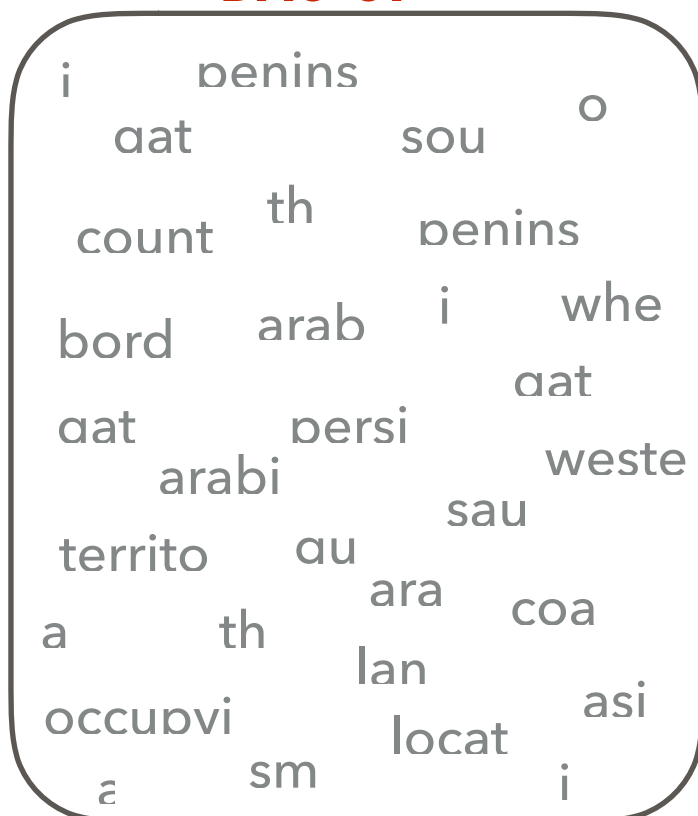 i
penins
o
qat
sou
th
count
penins
i
whe
arab
bord
qat
qat
persi
weste
arabi
sau
territo
gu
ara
coa
a
th
lan
asi
occupyi
locat
sm
i
a